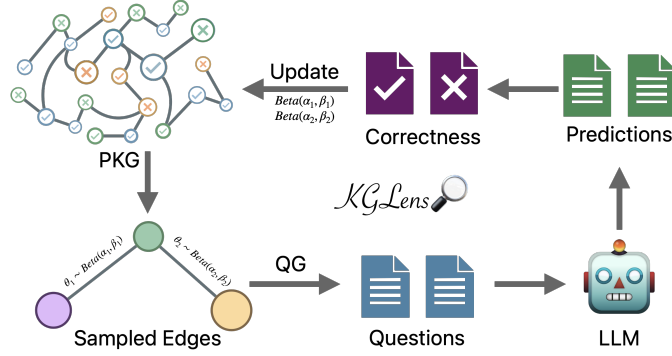 Update
Beta(α₁,β₁)
Beta(α₂,β₂)
Correctness
Predictions
PKG
KGLens
θ₁ ~ Beta(α₁,β₁)
θ₂ ~ Beta(α₂,β₂)
QG
Sampled Edges
Questions
LLM